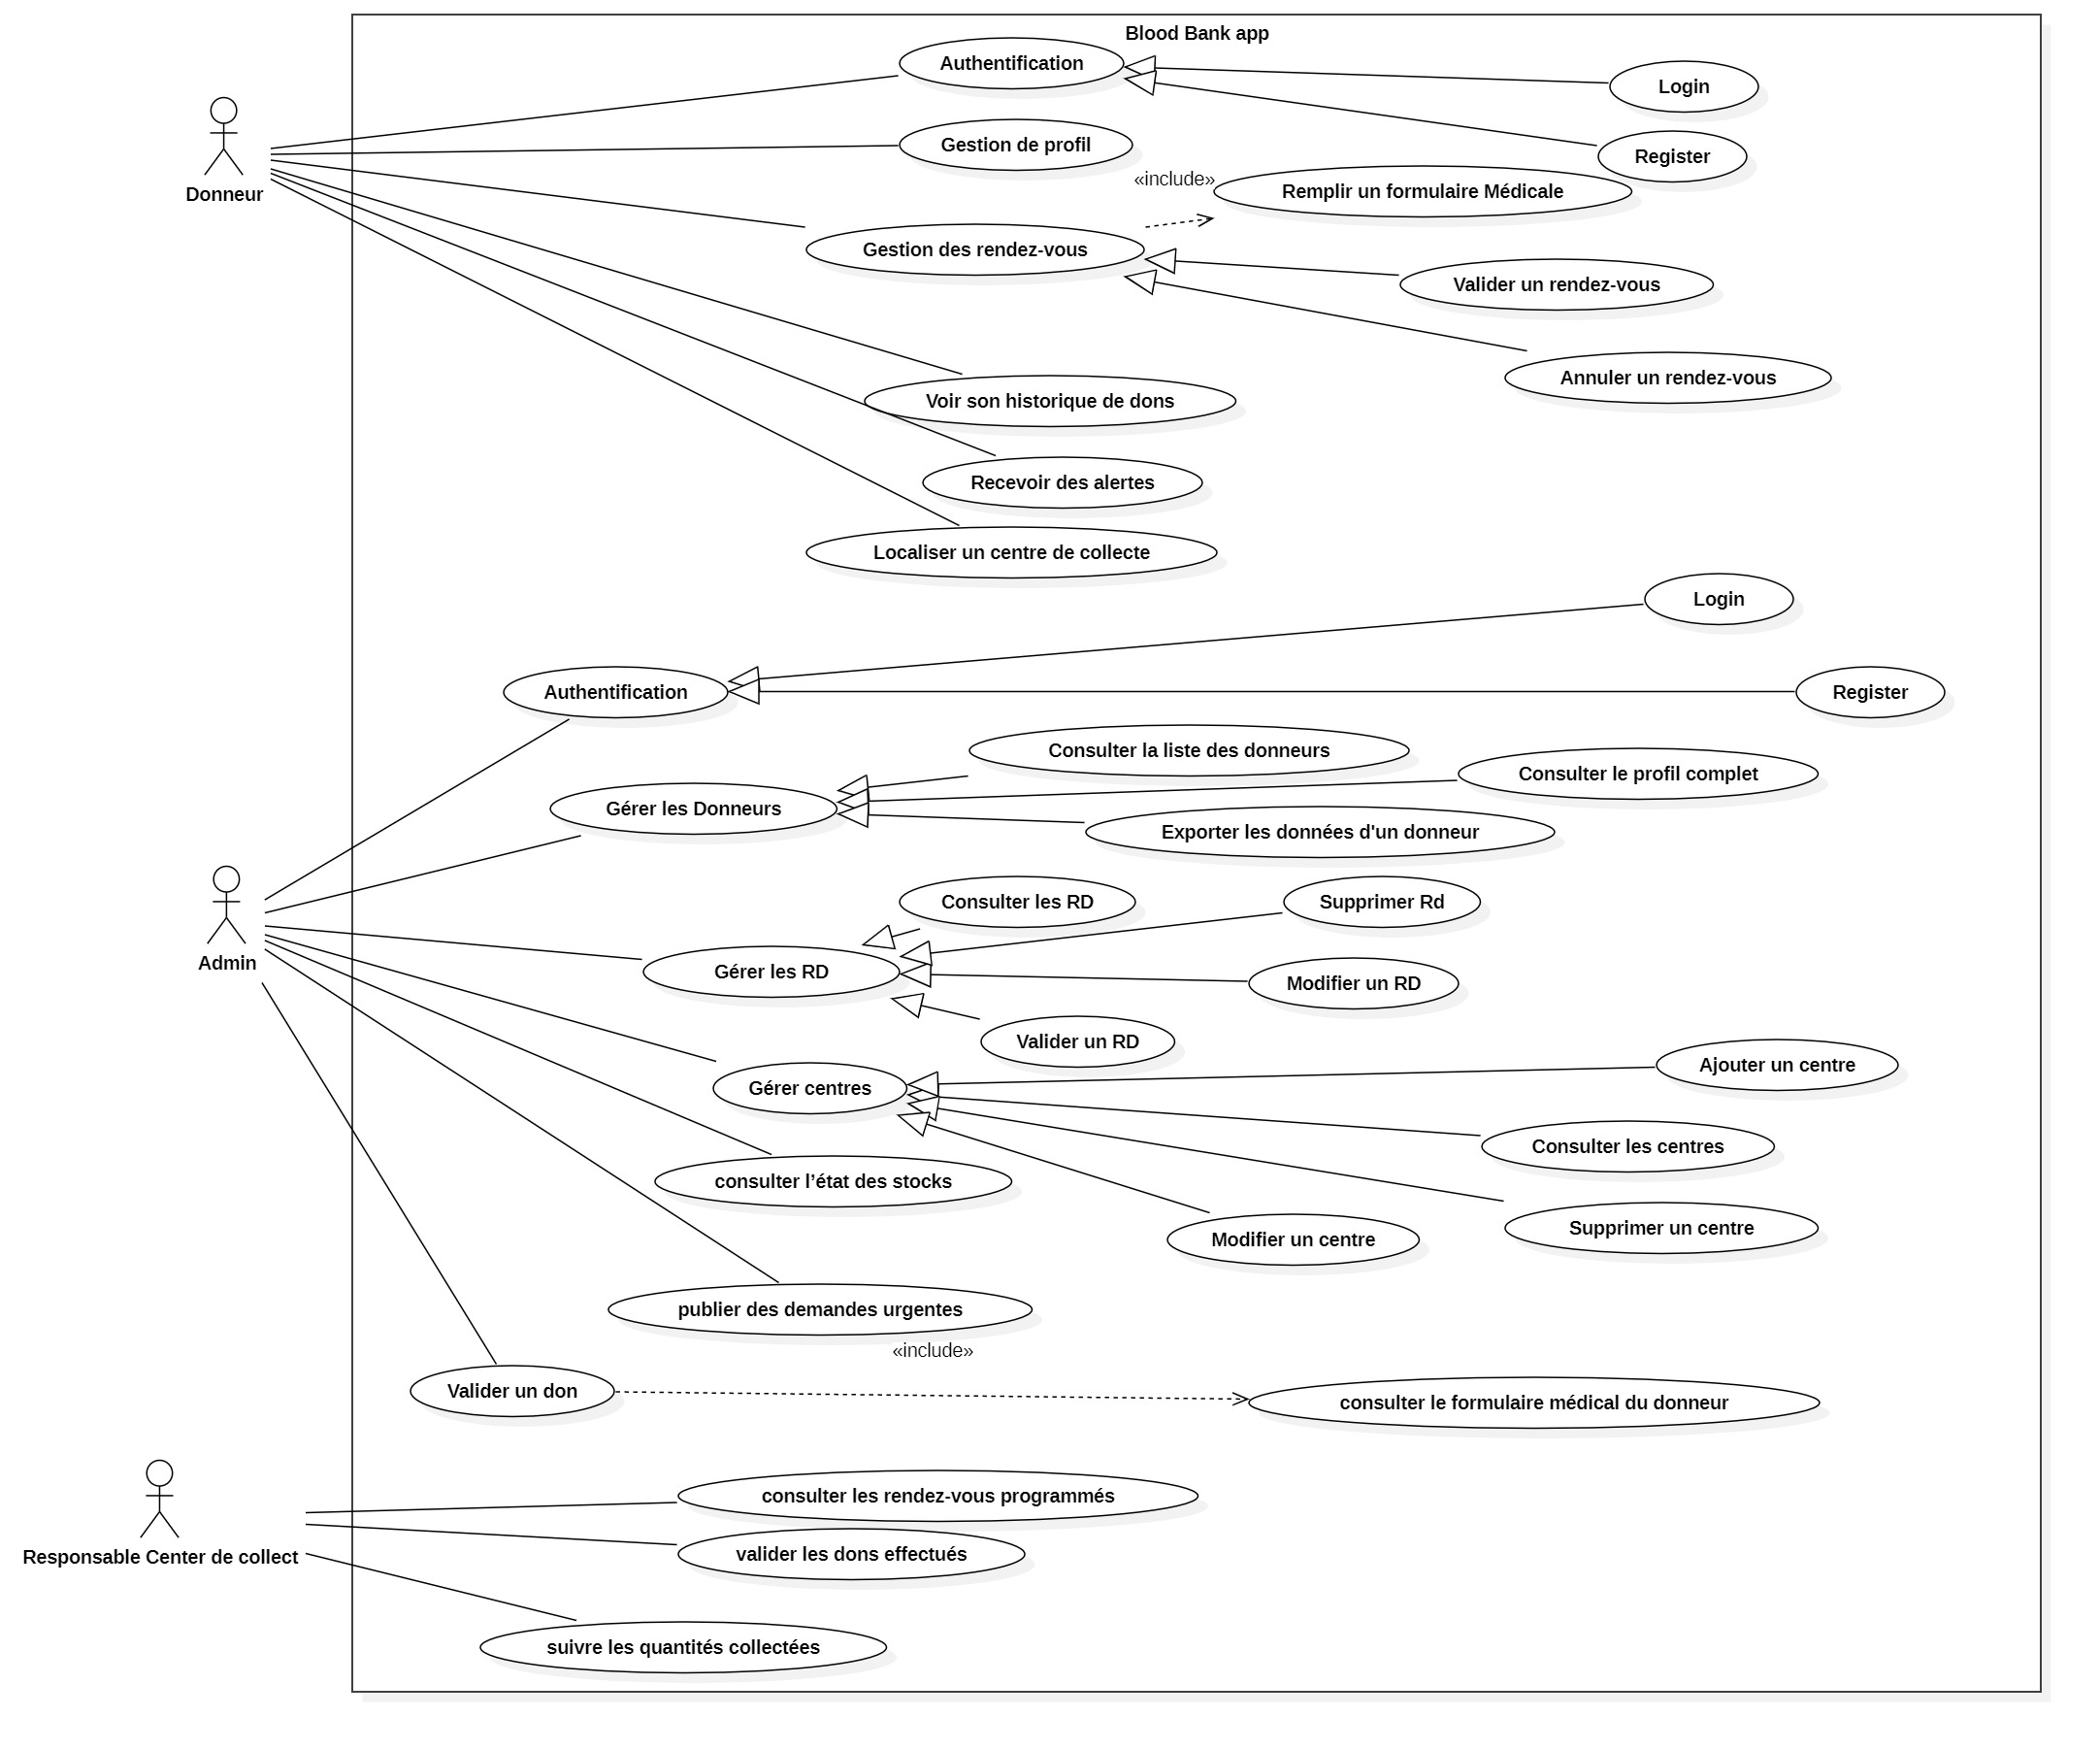 Blood Bank app
Authentification
Login
Donneur
Gestion de profil
Register
«include»
Remplir un formulaire Médicale
Gestion des rendez-vous
Valider un rendez-vous
Annuler un rendez-vous
Voir son historique de dons
Recevoir des alertes
Localiser un centre de collecte
Login
Authentification
Register
Consulter la liste des donneurs
Consulter le profil complet
Gérer les Donneurs
Exporter les données d'un donneur
Consulter les RD
Supprimer Rd
Admin
Gérer les RD
Modifier un RD
Valider un RD
Ajouter un centre
Gérer centres
Consulter les centres
consulter l’état des stocks
Supprimer un centre
Modifier un centre
publier des demandes urgentes
«include»
Valider un don
consulter le formulaire médical du donneur
consulter les rendez-vous programmés
Responsable Center de collect
valider les dons effectués
suivre les quantités collectées